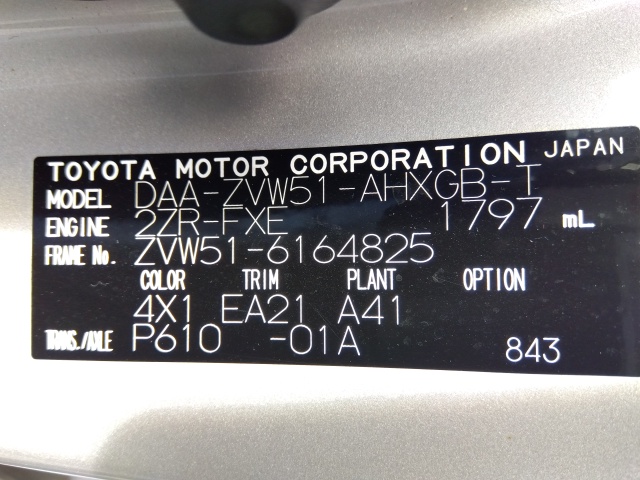 TOYOTA MOTOR CORPORATION JAPAN
MODEL DAA-ZVW51-AHXGB-T
ENGINE 2ZR-FXE 1797 mL
FRAME No. ZVW51-6164825
COLOR TRIM PLANT OPTION
4X1 EA21 A41
TRANS./AXLE P610 -01A 843